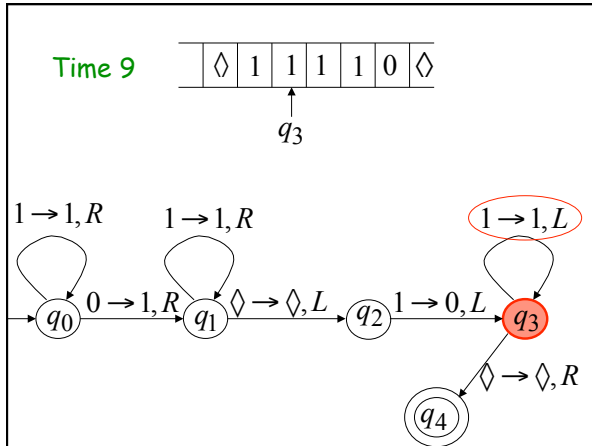 Time 9
◊ 1 1 1 1 0 ◊
q3
1 → 1, R 1 → 1, R 1 → 1, L
q0 0 → 1, R q1 ◊ → ◊, L q2 1 → 0, L q3
◊ → ◊, R
q4